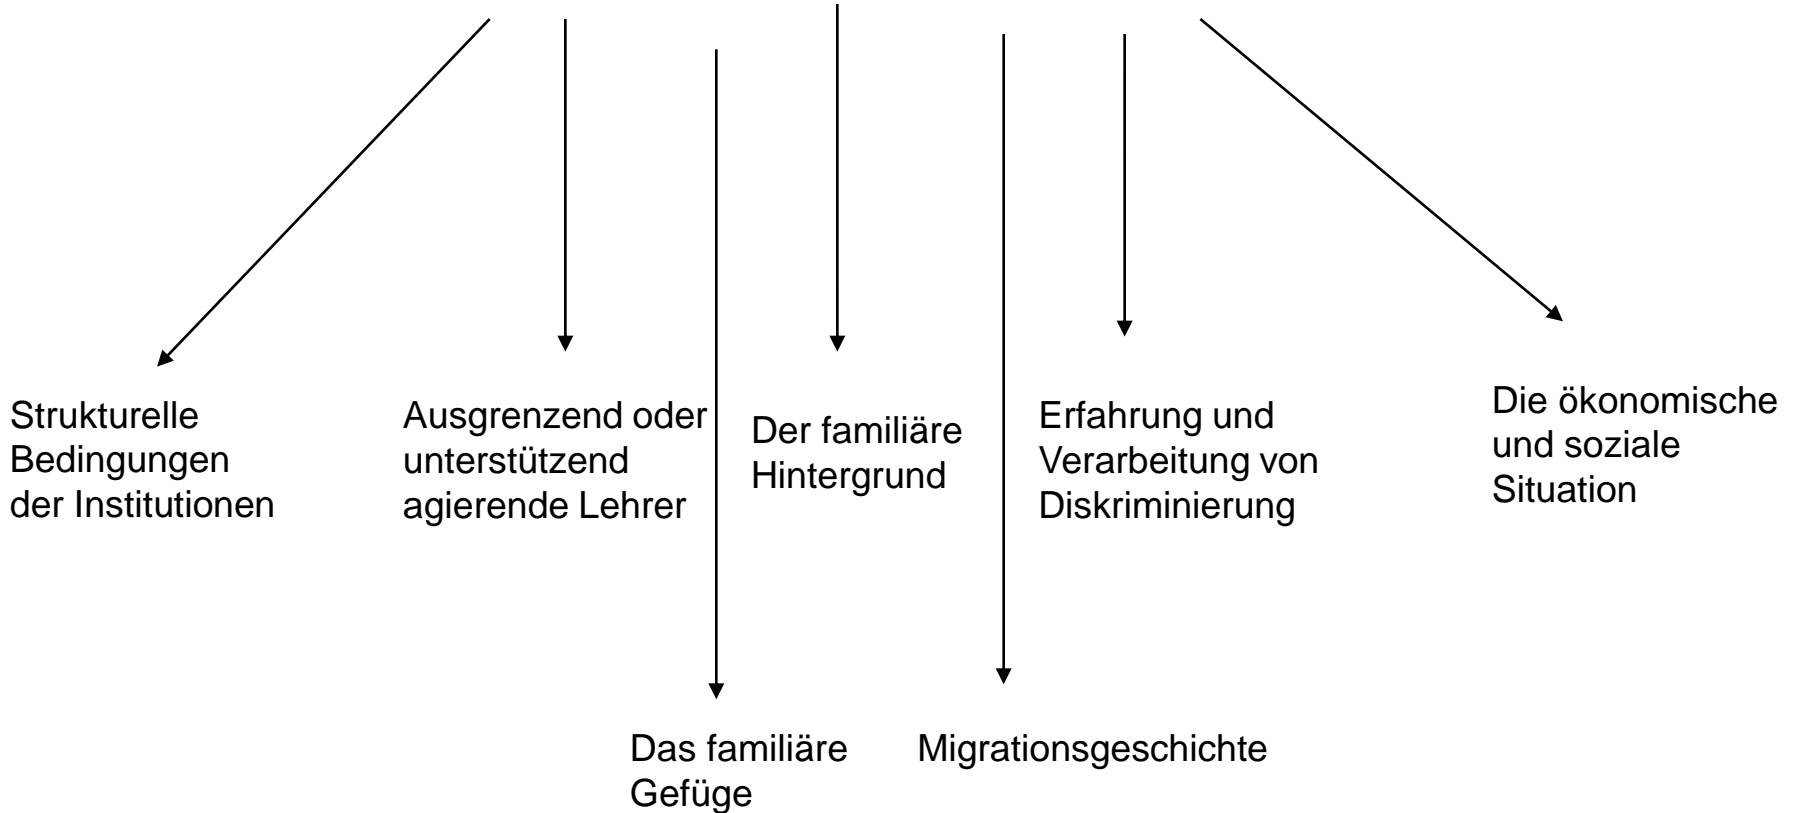 Strukturelle
Bedingungen
der Institutionen
Ausgrenzend oder
unterstützend
agierende Lehrer
Der familiäre
Hintergrund
Erfahrung und
Verarbeitung von
Diskriminierung
Die ökonomische
und soziale
Situation
Das familiäre
Gefüge
Migrationsgeschichte